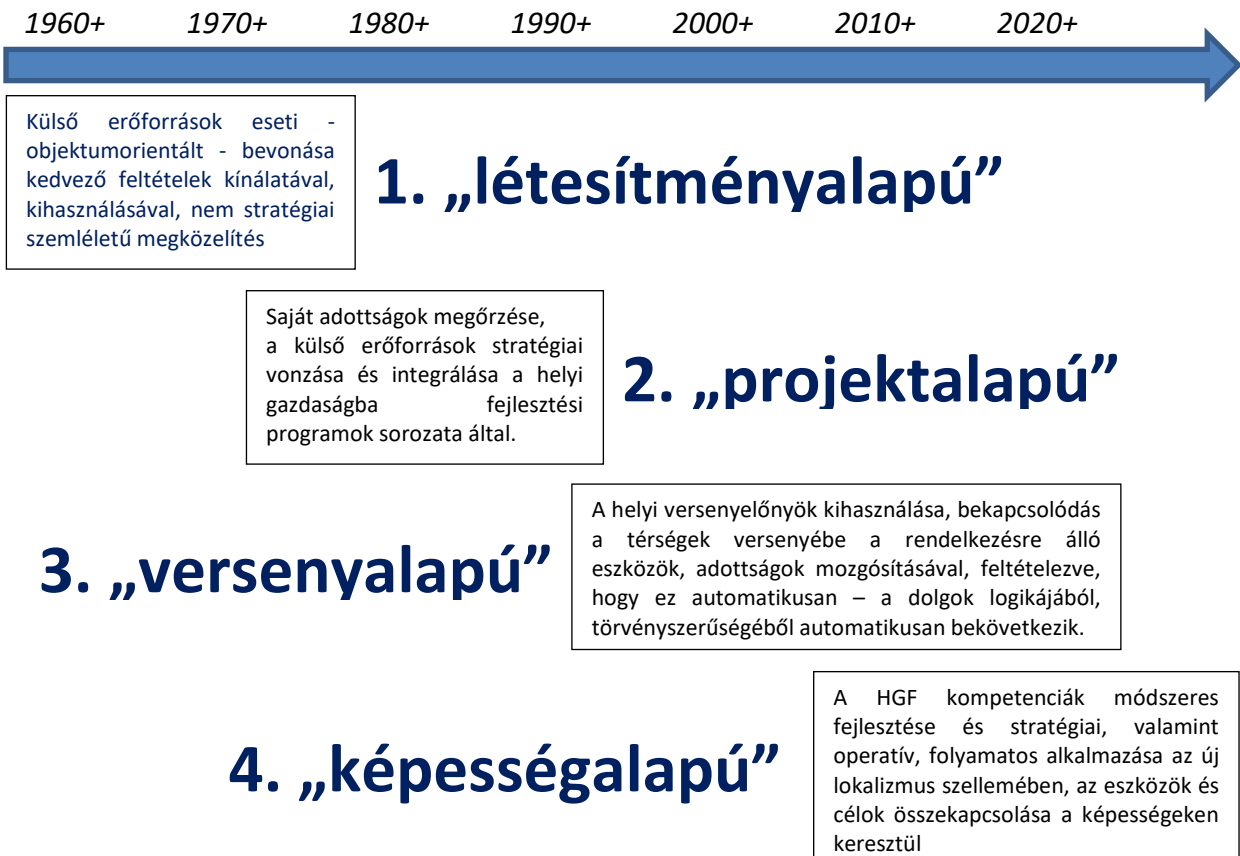 1960+ 1970+ 1980+ 1990+ 2000+ 2010+ 2020+
Külső erőforrások eseti -
objektumorientált - bevonása
kedvező feltételek kínálatával,
kihasználásával, nem stratégiai
szemléletű megközelítés
1. „létesítményalapú”
Saját adottságok megőrzése,
a külső erőforrások stratégiai
vonzása és integrálása a helyi
gazdaságba fejlesztési
programok sorozata által.
2. „projektalapú”
3. „versenyalapú”
A helyi versenyelőnyök kihasználása, bekapcsolódás
a térségek versenyébe a rendelkezésre álló
eszközök, adottságok mozgósításával, feltételezve,
hogy ez automatikusan – a dolgok logikájából,
törvényszerűségéből automatikusan bekövetkezik.
4. „képességalapú”
A HGF kompetenciák módszeres
fejlesztése és stratégiai, valamint
operatív, folyamatos alkalmazása az új
lokalizmus szellemében, az eszközök és
célok összekapcsolása a képességeken
keresztül